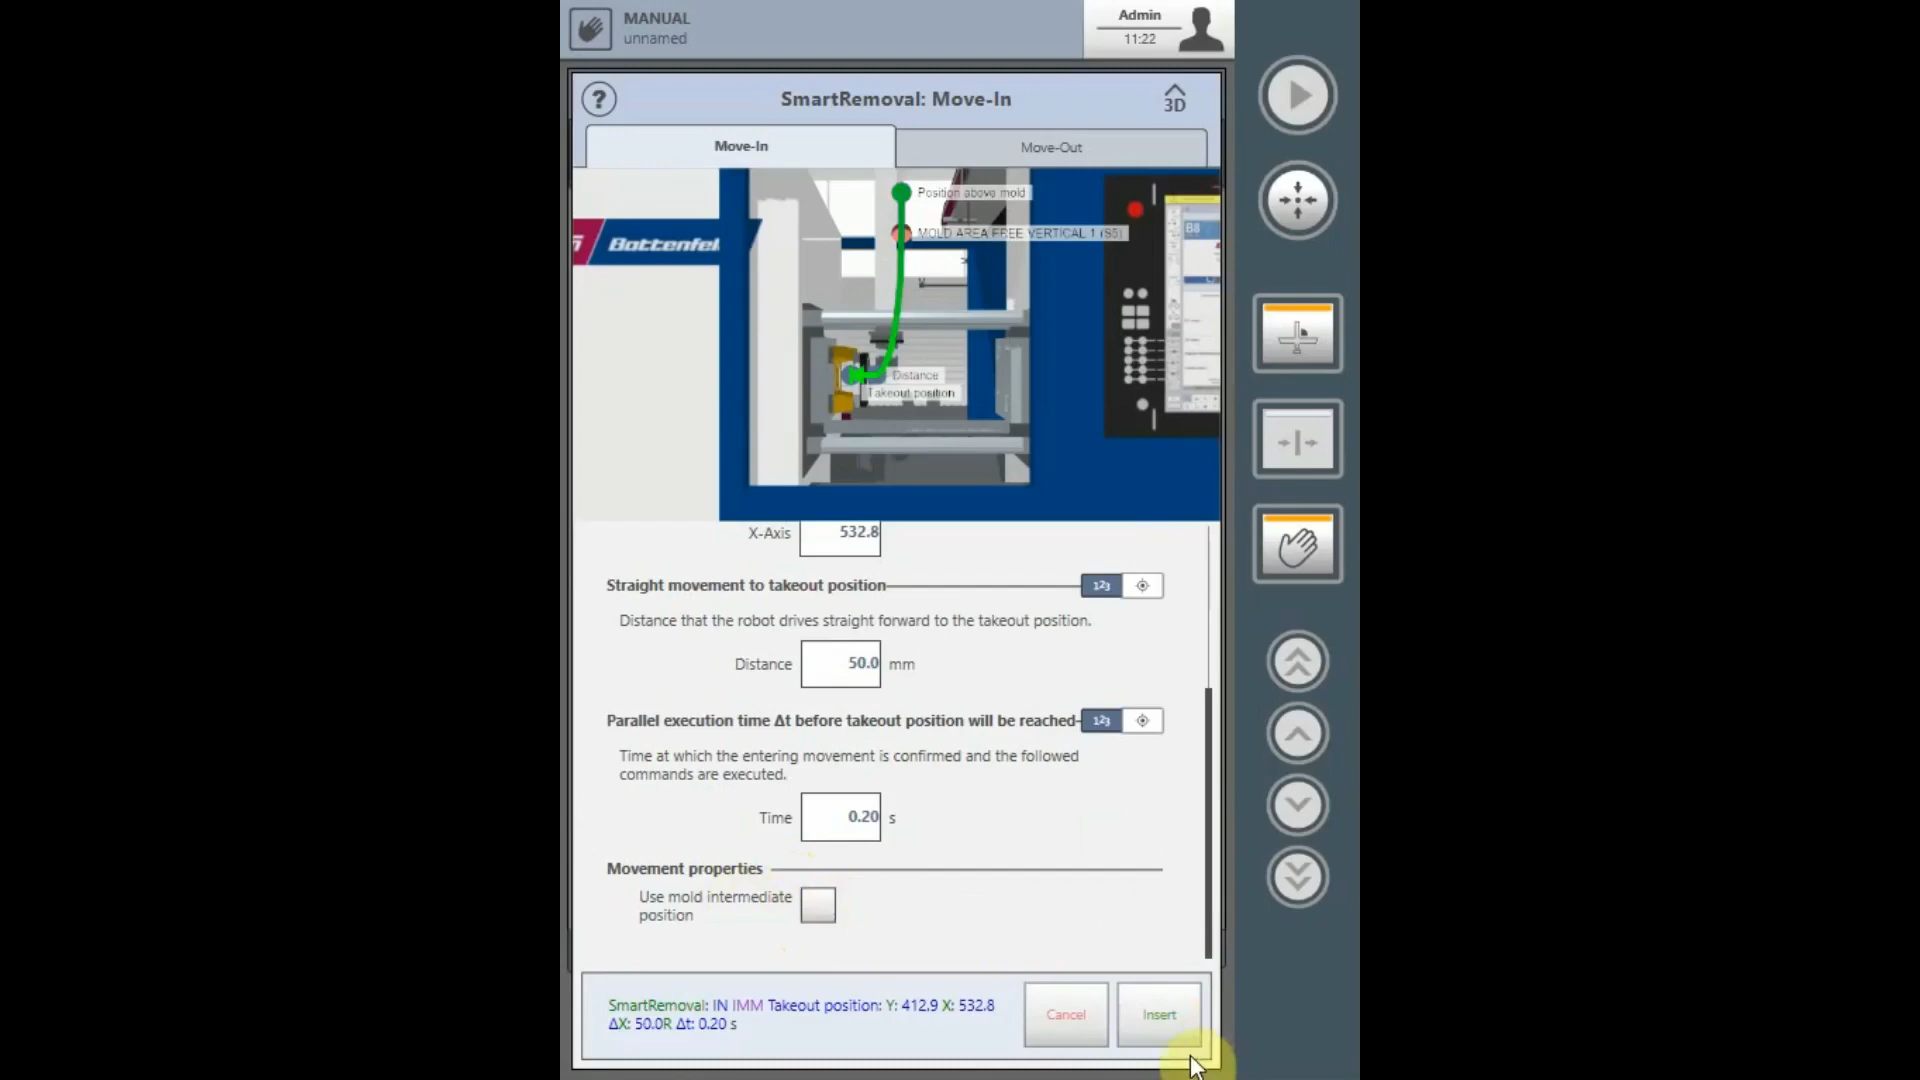 MANUAL
unnamed
Admin
11:22
?
SmartRemoval: Move-In
3D
Move-In
Move-Out
Position above mold
MOLD AREA FREE VERTICAL 1 (S5)
Battenfel
B8
Distance
Takeout position
X-Axis 532.8
Straight movement to takeout position
123
Distance that the robot drives straight forward to the takeout position.
Distance 50.0 mm
Parallel execution time Δt before takeout position will be reached
123
Time at which the entering movement is confirmed and the followed
commands are executed.
Time 0.20 s
Movement properties
Use mold intermediate
position
SmartRemoval: IN IMM Takeout position: Y: 412.9 X: 532.8
ΔX: 50.0R Δt: 0.20 s
Cancel
Insert